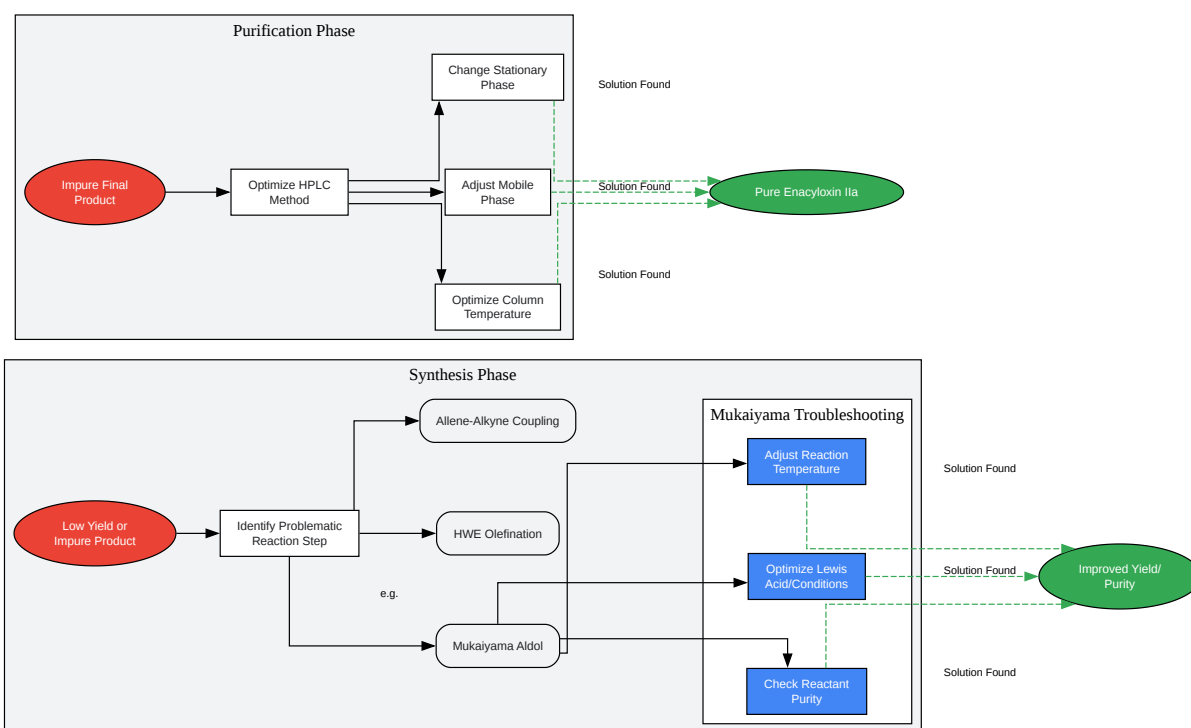 Purification Phase
Change Stationary
Phase
Solution Found
Impure Final
Product
Optimize HPLC
Method
Adjust Mobile
Phase
Solution Found
Pure Enacyloxin IIa
Solution Found
Optimize Column
Temperature
Synthesis Phase
Allene-Alkyne Coupling
Mukaiyama Troubleshooting
Adjust Reaction
Temperature
Solution Found
Low Yield or
Impure Product
Identify Problematic
Reaction Step
HWE Olefination
Optimize Lewis
Acid/Conditions
Solution Found
Improved Yield/
Purity
e.g.
Mukaiyama Aldol
Check Reactant
Purity
Solution Found